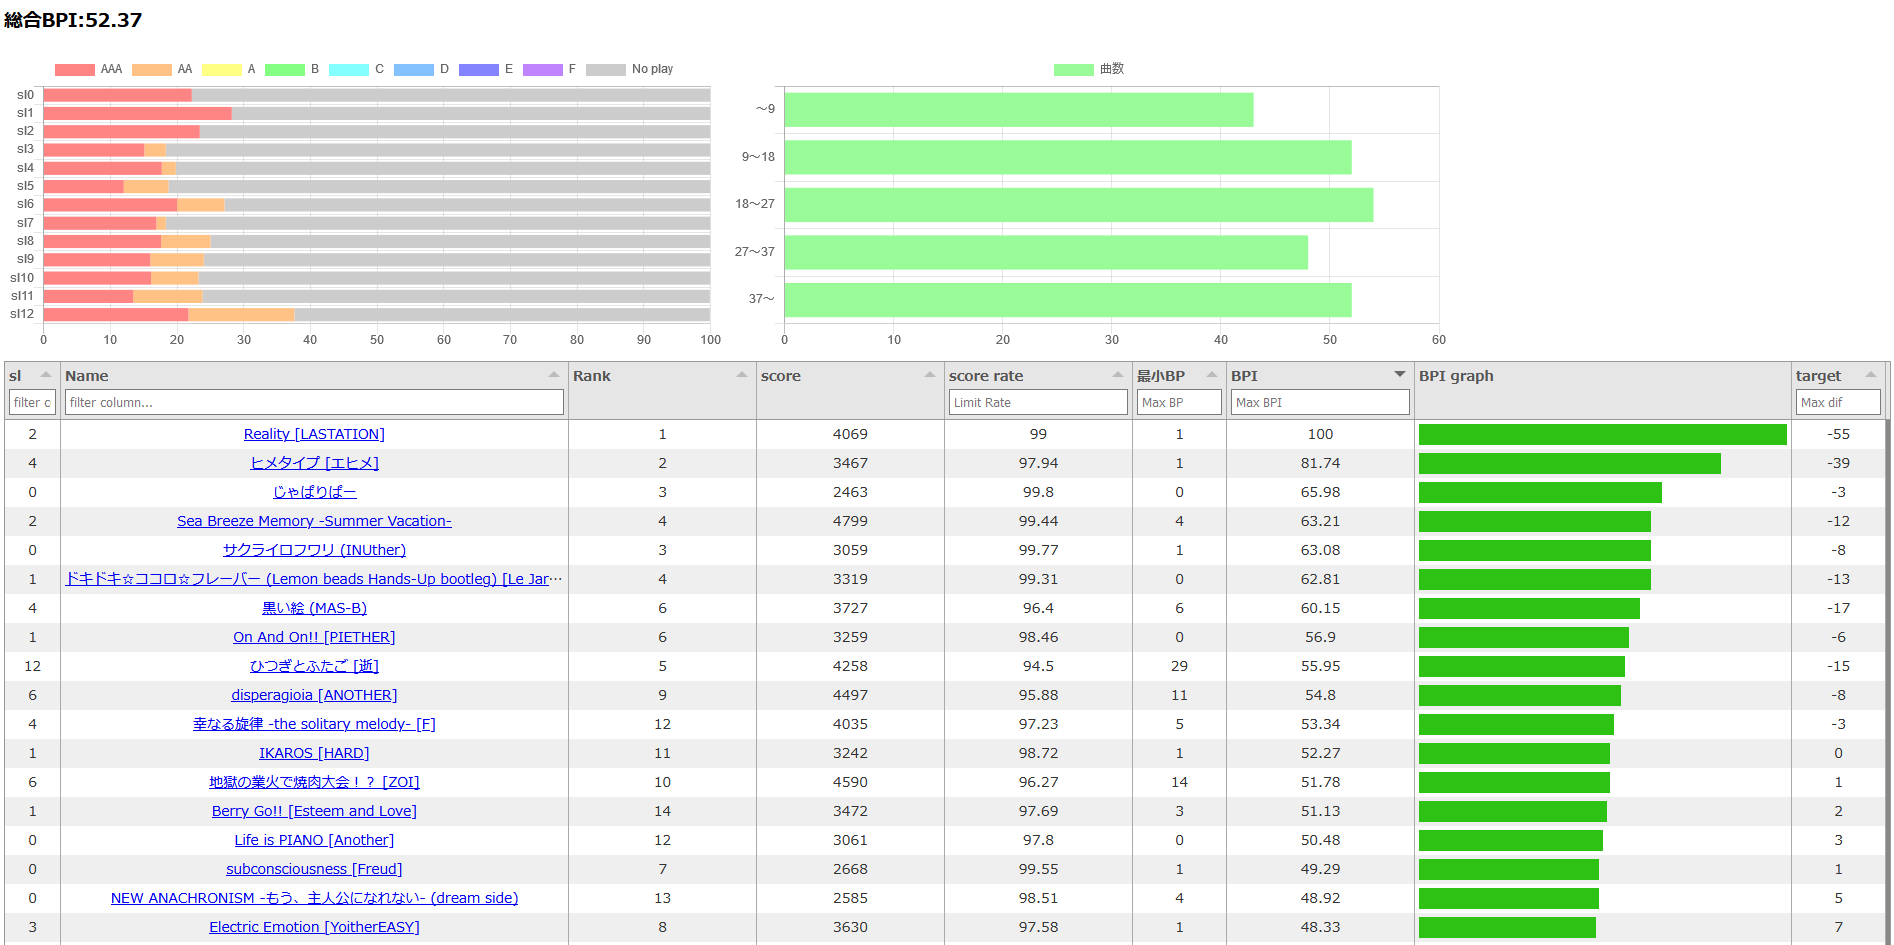 総合BPI:52.37
AAA AA A B C D E F No play
sl0
sl1
sl2
sl3
sl4
sl5
sl6
sl7
sl8
sl9
sl10
sl11
sl12
0 10 20 30 40 50 60 70 80 90 100
曲数
～9
9～18
18～27
27～37
37～
0 10 20 30 40 50 60
sl Name Rank score score rate 最小BP BPI BPI graph target
filter c filter column... Limit Rate Max BP Max BPI Max dif
2 Reality [LASTATION] 1 4069 99 1 100 -55
4 ヒメタイプ [エヒメ] 2 3467 97.94 1 81.74 -39
0 じゃぱりぱー 3 2463 99.8 0 65.98 -3
2 Sea Breeze Memory -Summer Vacation- 4 4799 99.44 4 63.21 -12
0 サクライロフワリ (INUther) 3 3059 99.77 1 63.08 -8
1 ドキドキ☆ココロ☆フレーバー (Lemon beads Hands-Up bootleg) [Le Jar… 4 3319 99.31 0 62.81 -13
4 黒い絵 (MAS-B) 6 3727 96.4 6 60.15 -17
1 On And On!! [PIETHER] 6 3259 98.46 0 56.9 -6
12 ひつぎとふたご [逝] 5 4258 94.5 29 55.95 -15
6 disperagioia [ANOTHER] 9 4497 95.88 11 54.8 -8
4 幸なる旋律 -the solitary melody- [F] 12 4035 97.23 5 53.34 -3
1 IKAROS [HARD] 11 3242 98.72 1 52.27 0
6 地獄の業火で焼肉大会！？ [ZOI] 10 4590 96.27 14 51.78 1
1 Berry Go!! [Esteem and Love] 14 3472 97.69 3 51.13 2
0 Life is PIANO [Another] 12 3061 97.8 0 50.48 3
0 subconsciousness [Freud] 7 2668 99.55 1 49.29 1
0 NEW ANACHRONISM -もう、主人公になれない- (dream side) 13 2585 98.51 4 48.92 5
3 Electric Emotion [YoitherEASY] 8 3630 97.58 1 48.33 7